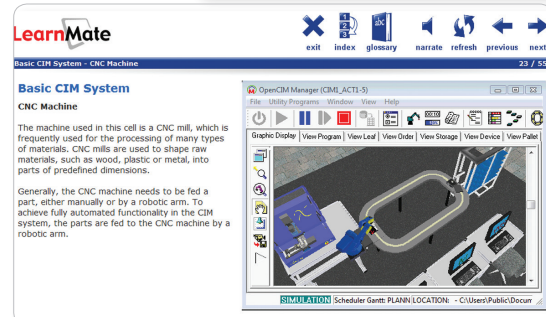 LearnMate
exit index glossary narrate refresh previous next
Basic CIM System - CNC Machine 23 / 55
Basic CIM System
CNC Machine
The machine used in this cell is a CNC mill, which is
frequently used for the processing of many types
of materials. CNC mills are used to shape raw
materials, such as wood, plastic or metal, into
parts of predefined dimensions.
Generally, the CNC machine needs to be fed a
part, either manually or by a robotic arm. To
achieve fully automated functionality in the CIM
system, the parts are fed to the CNC machine by a
robotic arm.
OpenCIM Manager (CIM1_ACT1-5)
File Utility Programs Window View Help
Graphic Display View Program View Leaf View Order View Storage View Device View Pallet
SIMULATION Scheduler Gantt: PLANN LOCATION: - C:\Users\Public\Docum